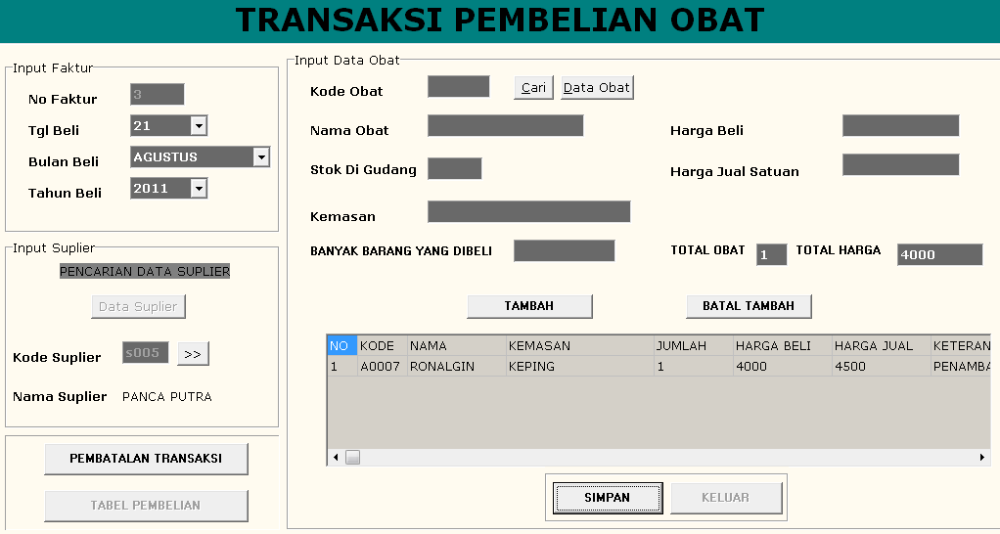 TRANSAKSI PEMBELIAN OBAT
Input Faktur
No Faktur 3
Tgl Beli 21
Bulan Beli AGUSTUS
Tahun Beli 2011
Input Suplier
PENCARIAN DATA SUPLIER
Data Suplier
Kode Suplier s005 >>
Nama Suplier PANCA PUTRA
PEMBATALAN TRANSAKSI
TABEL PEMBELIAN
Input Data Obat
Kode Obat Cari Data Obat
Nama Obat Harga Beli
Stok Di Gudang Harga Jual Satuan
Kemasan
BANYAK BARANG YANG DIBELI TOTAL OBAT 1 TOTAL HARGA 4000
TAMBAH BATAL TAMBAH
NO KODE NAMA KEMASAN JUMLAH HARGA BELI HARGA JUAL KETERAN
1 A0007 RONALGIN KEPING 1 4000 4500 PENAMBA
SIMPAN KELUAR